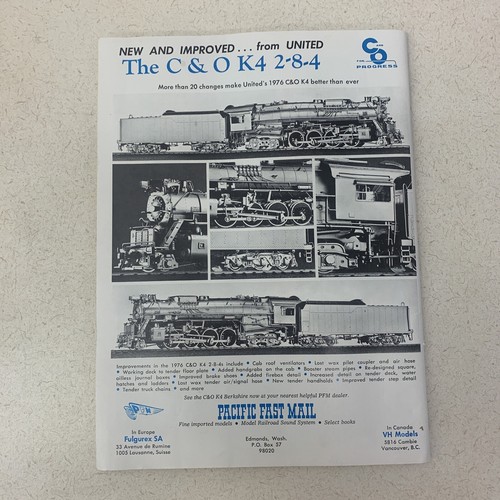 NEW AND IMPROVED... from UNITED
The C & O K4 2-8-4
C and O
FOR PROGRESS
More than 20 changes make United's 1976 C&O K4 better than ever
Improvements in the 1976 C&O K4 2-8-4s include • Cab roof ventilators • Lost wax pilot coupler and air hose
• Working deck to tender floor plate • Added handgrabs on the cab • Booster steam pipes • Re-designed square,
oilless journal boxes • Improved brake shoes • Added firebox detail • Increased detail on tender deck, water
hatches and ladders • Lost wax tender air/signal hose • New tender handholds • Improved tender step detail
• Tender truck chains • and more
See the C&O K4 Berkshire now at your nearest helpful PFM dealer.
PACIFIC FAST MAIL
Fine imported models • Model Railroad Sound System • Select books
PFM
In Europe
Fulgurex SA
33 Avenue de Rumine
1005 Lausanne, Suisse
Edmonds, Wash.
P.O. Box 57
98020
In Canada
VH Models
5816 Cambie
Vancouver, B.C.